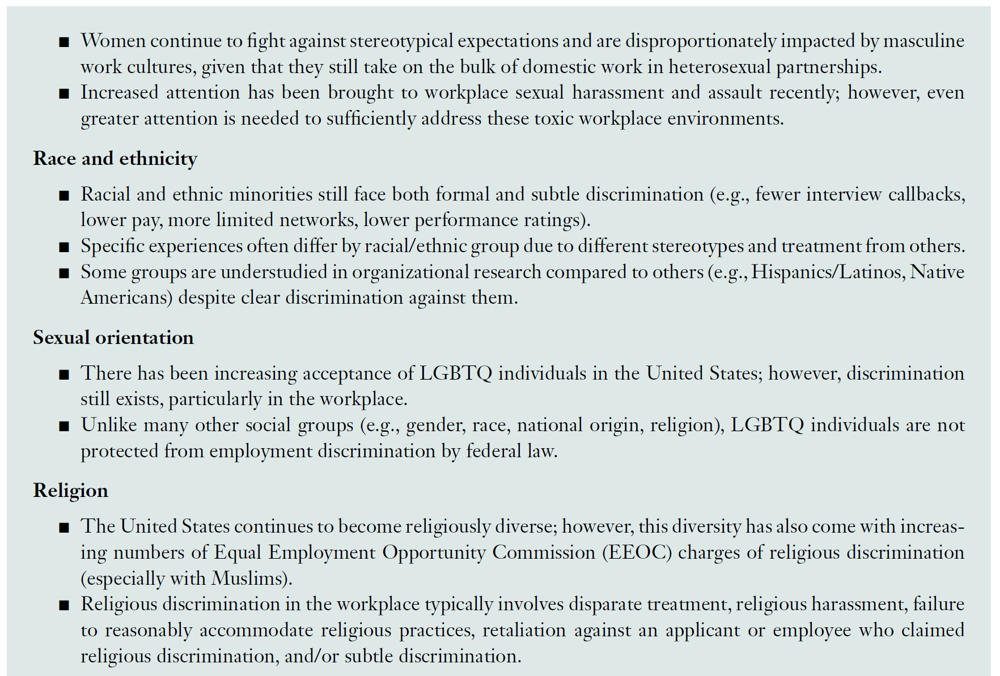 ■ Women continue to fight against stereotypical expectations and are disproportionately impacted by masculine
work cultures, given that they still take on the bulk of domestic work in heterosexual partnerships.
■ Increased attention has been brought to workplace sexual harassment and assault recently; however, even
greater attention is needed to sufficiently address these toxic workplace environments.
Race and ethnicity
■ Racial and ethnic minorities still face both formal and subtle discrimination (e.g., fewer interview callbacks,
lower pay, more limited networks, lower performance ratings).
■ Specific experiences often differ by racial/ethnic group due to different stereotypes and treatment from others.
■ Some groups are understudied in organizational research compared to others (e.g., Hispanics/Latinos, Native
Americans) despite clear discrimination against them.
Sexual orientation
■ There has been increasing acceptance of LGBTQ individuals in the United States; however, discrimination
still exists, particularly in the workplace.
■ Unlike many other social groups (e.g., gender, race, national origin, religion), LGBTQ individuals are not
protected from employment discrimination by federal law.
Religion
■ The United States continues to become religiously diverse; however, this diversity has also come with increas-
ing numbers of Equal Employment Opportunity Commission (EEOC) charges of religious discrimination
(especially with Muslims).
■ Religious discrimination in the workplace typically involves disparate treatment, religious harassment, failure
to reasonably accommodate religious practices, retaliation against an applicant or employee who claimed
religious discrimination, and/or subtle discrimination.